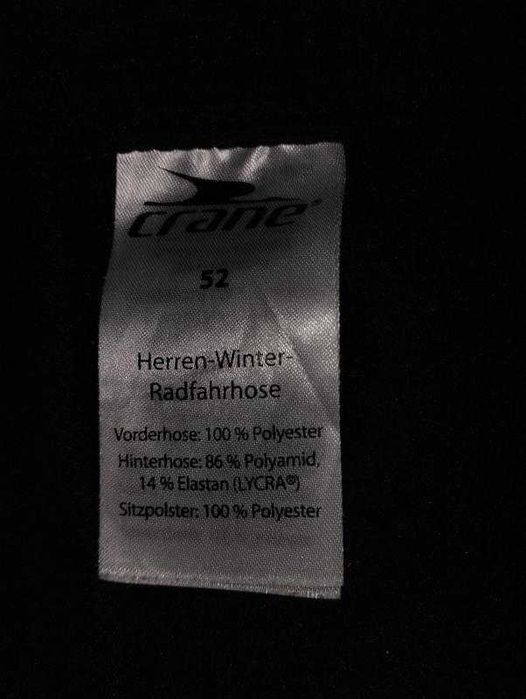 crane®
52
Herren-Winter-
Radfahrhose
Vorderhose: 100 % Polyester
Hinterhose: 86 % Polyamid,
14 % Elastan (LYCRA®)
Sitzpolster: 100 % Polyester